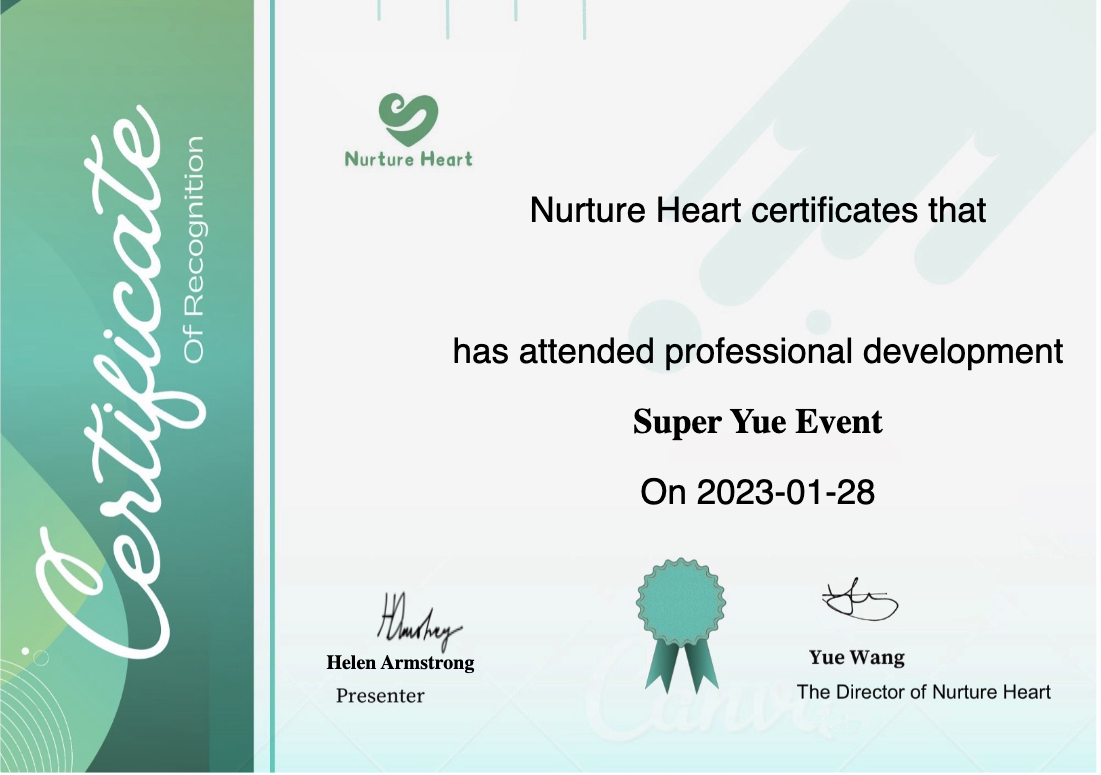 Certificate
Of Recognition
Nurture Heart
Nurture Heart certificates that
has attended professional development
Super Yue Event
On 2023-01-28
Helen Armstrong
Presenter
Yue Wang
The Director of Nurture Heart
Canva